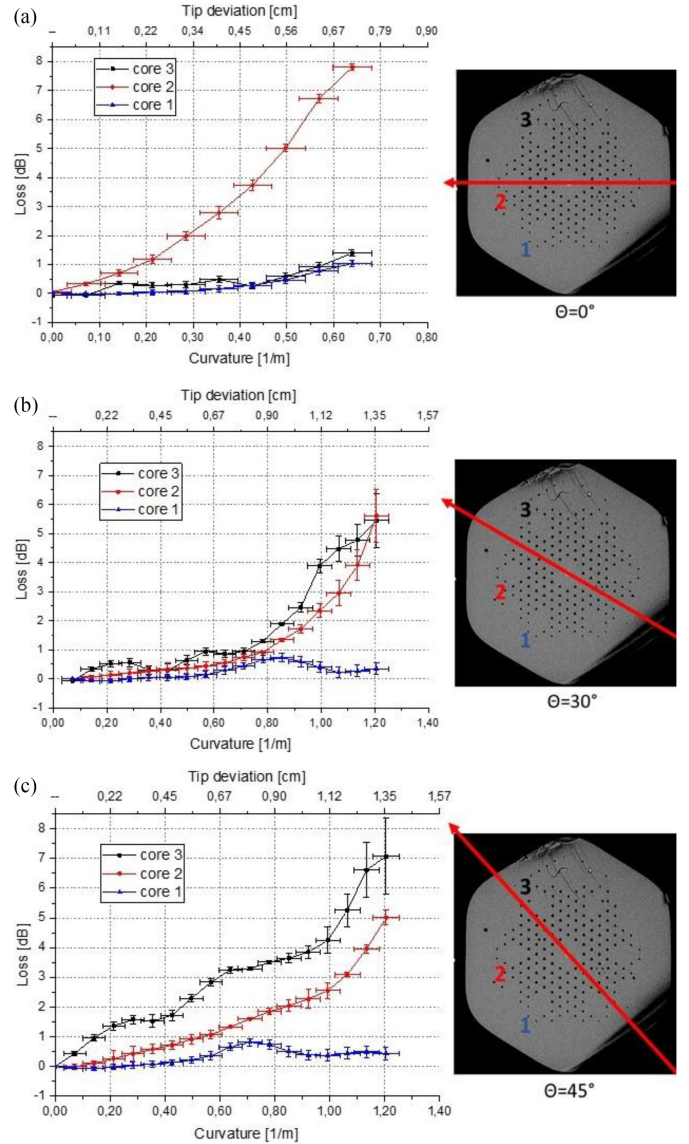 (a)
Tip deviation [cm]
-- 0,11 0,22 0,34 0,45 0,56 0,67 0,79 0,90
8
7
6
5
4
3
2
1
0
-1
Loss [dB]
core 3
core 2
core 1
0,00 0,10 0,20 0,30 0,40 0,50 0,60 0,70 0,80
Curvature [1/m]
3
2
1
Θ=0°
(b)
Tip deviation [cm]
-- 0,22 0,45 0,67 0,90 1,12 1,35 1,57
8
7
6
5
4
3
2
1
0
-1
Loss [dB]
core 3
core 2
core 1
0,00 0,20 0,40 0,60 0,80 1,00 1,20 1,40
Curvature [1/m]
3
2
1
Θ=30°
(c)
Tip deviation [cm]
-- 0,22 0,45 0,67 0,90 1,12 1,35 1,57
8
7
6
5
4
3
2
1
0
-1
Loss [dB]
core 3
core 2
core 1
0,00 0,20 0,40 0,60 0,80 1,00 1,20 1,40
Curvature [1/m]
3
2
1
Θ=45°